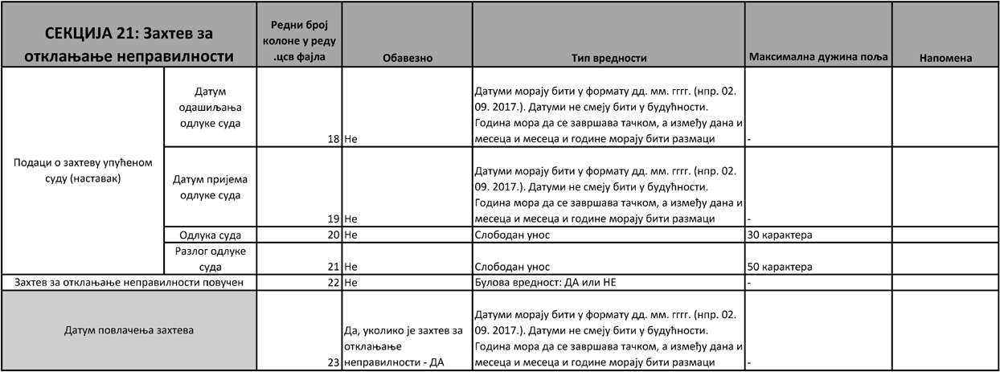 СЕКЦИЈА 21: Захтев за
отклањање неправилности
Редни број
колоне у реду
.цсв фајла
Обавезно
Тип вредности
Максимална дужина поља
Напомена
Подаци о захтеву упућеном
суду (наставак)
Датум
одашиљања
одлуке суда
18
Не
Датуми морају бити у формату дд. мм. гггг. (нпр. 02.
09. 2017.). Датуми не смеју бити у будућности.
Година мора да се завршава тачком, а између дана и
месеца и месеца и године морају бити размаци
-
Датум пријема
одлуке суда
19
Не
Датуми морају бити у формату дд. мм. гггг. (нпр. 02.
09. 2017.). Датуми не смеју бити у будућности.
Година мора да се завршава тачком, а између дана и
месеца и месеца и године морају бити размаци
-
Одлука суда
20
Не
Слободан унос
30 карактера
Разлог одлуке
суда
21
Не
Слободан унос
50 карактера
Захтев за отклањање неправилности повучен
22
Не
Булова вредност: ДА или НЕ
-
Датум повлачења захтева
23
Да, уколико је захтев за
отклањање
неправилности - ДА
Датуми морају бити у формату дд. мм. гггг. (нпр. 02.
09. 2017.). Датуми не смеју бити у будућности.
Година мора да се завршава тачком, а између дана и
месеца и месеца и године морају бити размаци
-